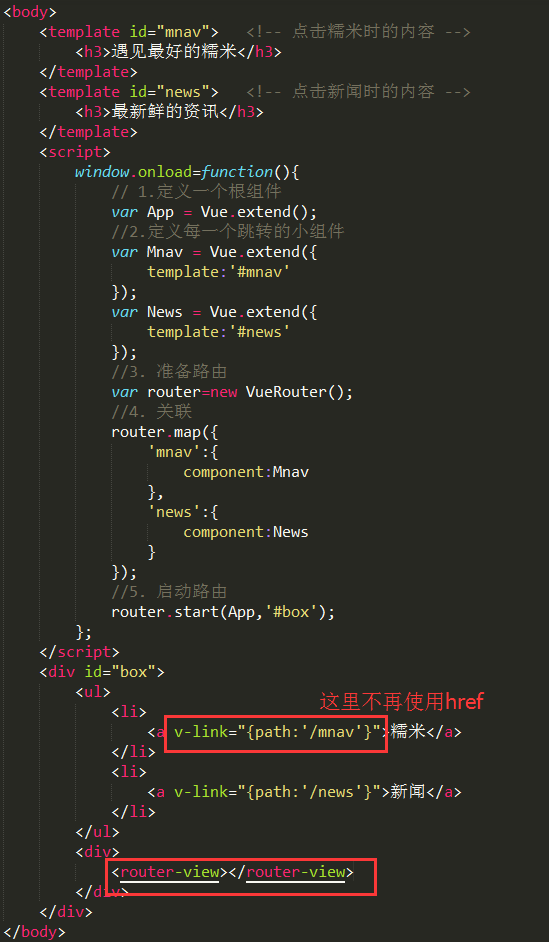 <body>
    <template id="mnav">   <!-- 点击糯米时的内容 -->
        <h3>遇见最好的糯米</h3>
    </template>
    <template id="news">   <!-- 点击新闻时的内容 -->
        <h3>最新鲜的资讯</h3>
    </template>
    <script>
        window.onload=function(){
            // 1.定义一个根组件
            var App = Vue.extend();
            //2.定义每一个跳转的小组件
            var Mnav = Vue.extend({
                template:'#mnav'
            });
            var News = Vue.extend({
                template:'#news'
            });
            //3. 准备路由
            var router=new VueRouter();
            //4. 关联
            router.map({
                'mnav':{
                    component:Mnav
                },
                'news':{
                    component:News
                }
            });
            //5. 启动路由
            router.start(App,'#box');
        };
    </script>
    <div id="box">
        <ul>
这里不再使用href
            <li>
                <a v-link="{path:'/mnav'}">糯米</a>
            </li>
            <li>
                <a v-link="{path:'/news'}">新闻</a>
            </li>
        </ul>
        <div>
            <router-view></router-view>
        </div>
    </div>
</body>